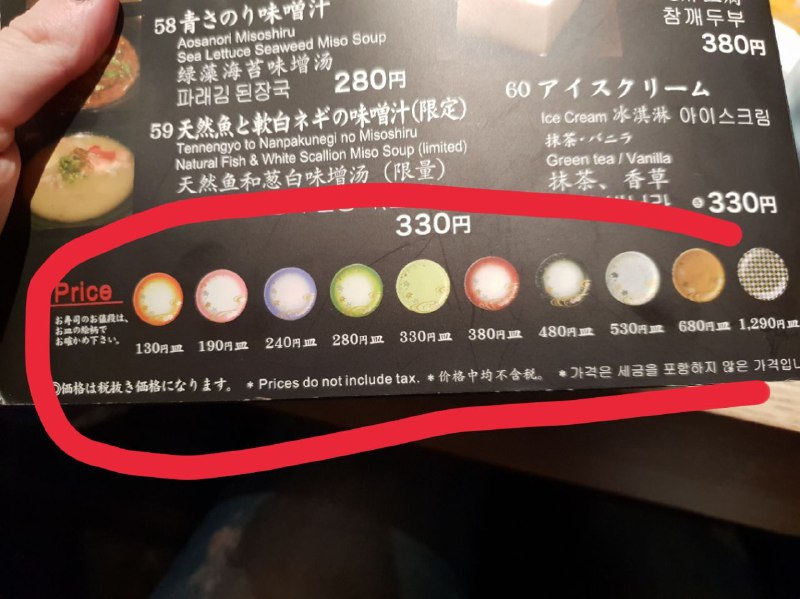 58 青さのり味噌汁
Aosanori Misoshiru
Sea Lettuce Seaweed Miso Soup
绿藻海苔味增汤
파래김 된장국 280円
59 天然魚と軟白ネギの味噌汁(限定)
Tennengyo to Nanpakunegi no Misoshiru
Natural Fish & White Scallion Miso Soup (limited)
天然鱼和葱白味增汤（限量）
330円
참깨두부
380円
60 アイスクリーム
Ice Cream 冰淇淋 아이스크림
抹茶・バニラ
Green tea / Vanilla
抹茶、香草
330円
Price
お寿司のお値段は、
お皿の絵柄で
お確かめ下さい。
130円皿 190円皿 240円皿 280円皿 330円皿 380円皿 480円皿 530円皿 680円皿 1,290円皿
価格は税抜き価格になります。 * Prices do not include tax. * 价格中均不含税。 * 가격은 세금을 포함하지 않은 가격입니